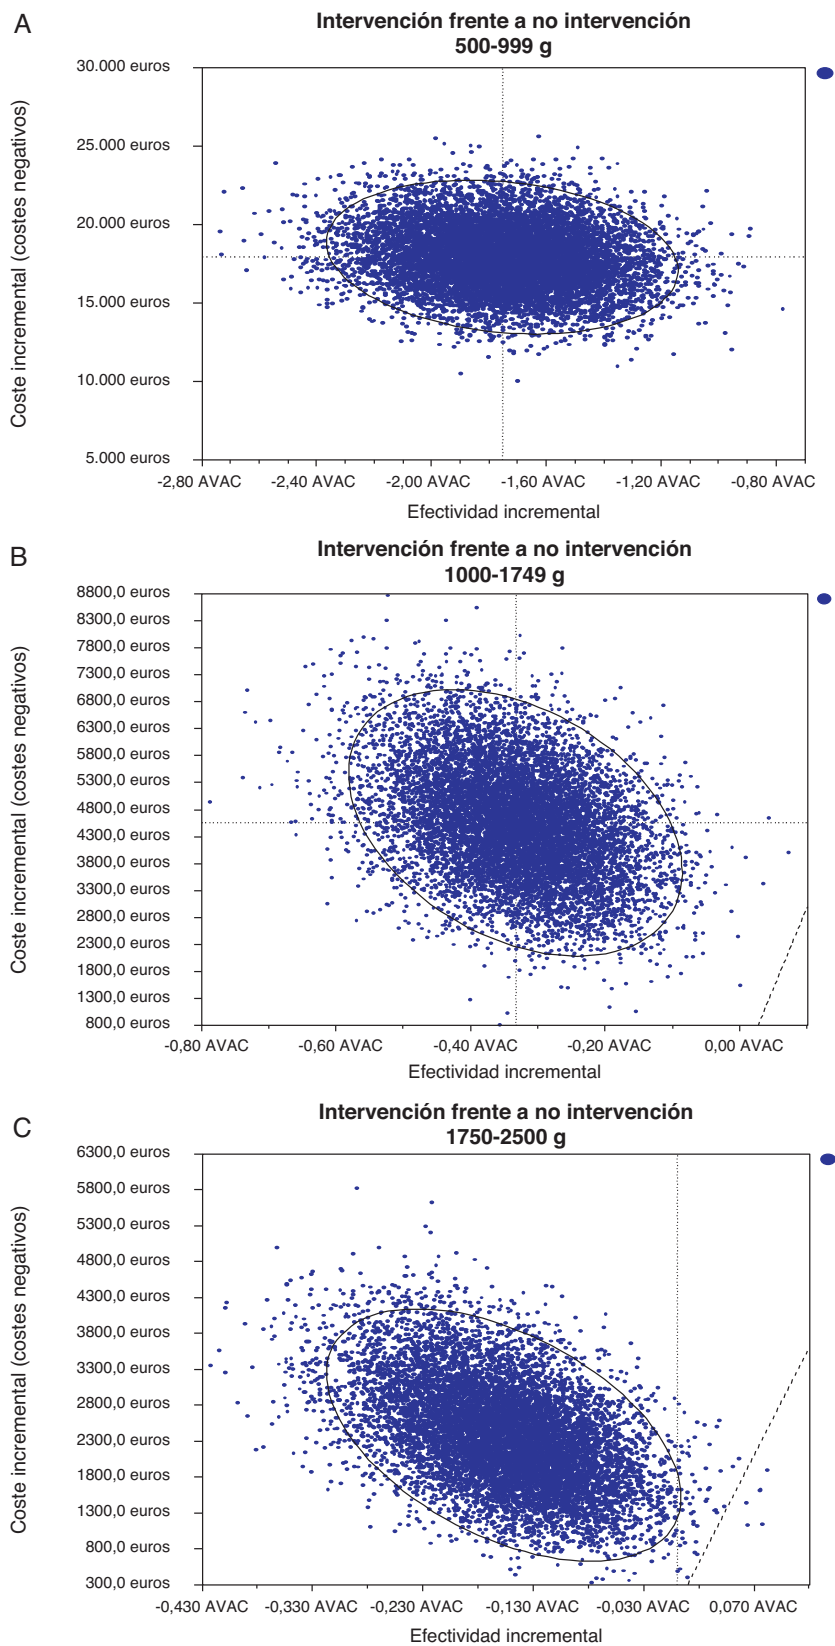 A
Intervención frente a no intervención
500-999 g
Coste incremental (costes negativos)
30.000 euros
25.000 euros
20.000 euros
15.000 euros
10.000 euros
5.000 euros
-2,80 AVAC
-2,40 AVAC
-2,00 AVAC
-1,60 AVAC
-1,20 AVAC
-0,80 AVAC
Efectividad incremental
B
Intervención frente a no intervención
1000-1749 g
Coste incremental (costes negativos)
8800,0 euros
8300,0 euros
7800,0 euros
7300,0 euros
6800,0 euros
6300,0 euros
5800,0 euros
5300,0 euros
4800,0 euros
4300,0 euros
3800,0 euros
3300,0 euros
2800,0 euros
2300,0 euros
1800,0 euros
1300,0 euros
800,0 euros
-0,80 AVAC
-0,60 AVAC
-0,40 AVAC
-0,20 AVAC
0,00 AVAC
Efectividad incremental
C
Intervención frente a no intervención
1750-2500 g
Coste incremental (costes negativos)
6300,0 euros
5800,0 euros
5300,0 euros
4800,0 euros
4300,0 euros
3800,0 euros
3300,0 euros
2800,0 euros
2300,0 euros
1800,0 euros
1300,0 euros
800,0 euros
300,0 euros
-0,430 AVAC
-0,330 AVAC
-0,230 AVAC
-0,130 AVAC
-0,030 AVAC
0,070 AVAC
Efectividad incremental